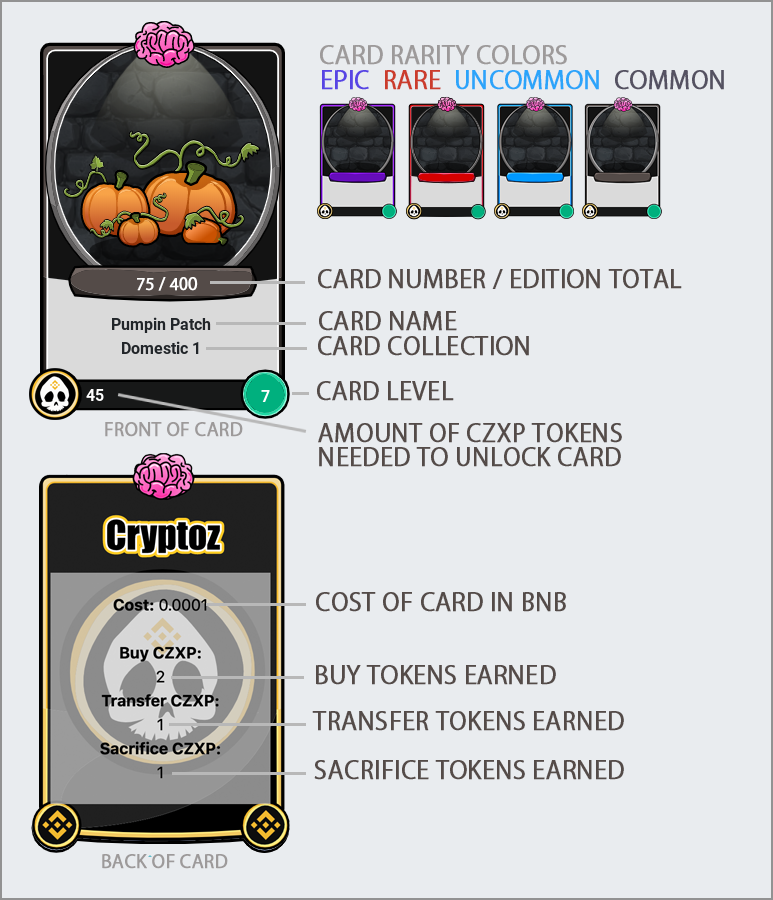 CARD RARITY COLORS
EPIC RARE UNCOMMON COMMON
75 / 400
CARD NUMBER / EDITION TOTAL
Pumpin Patch
CARD NAME
Domestic 1
CARD COLLECTION
45
7
CARD LEVEL
FRONT OF CARD
AMOUNT OF CZXP TOKENS
NEEDED TO UNLOCK CARD
Cryptoz
Cost: 0.0001
COST OF CARD IN BNB
Buy CZXP:
2
BUY TOKENS EARNED
Transfer CZXP:
1
TRANSFER TOKENS EARNED
Sacrifice CZXP:
1
SACRIFICE TOKENS EARNED
BACK OF CARD